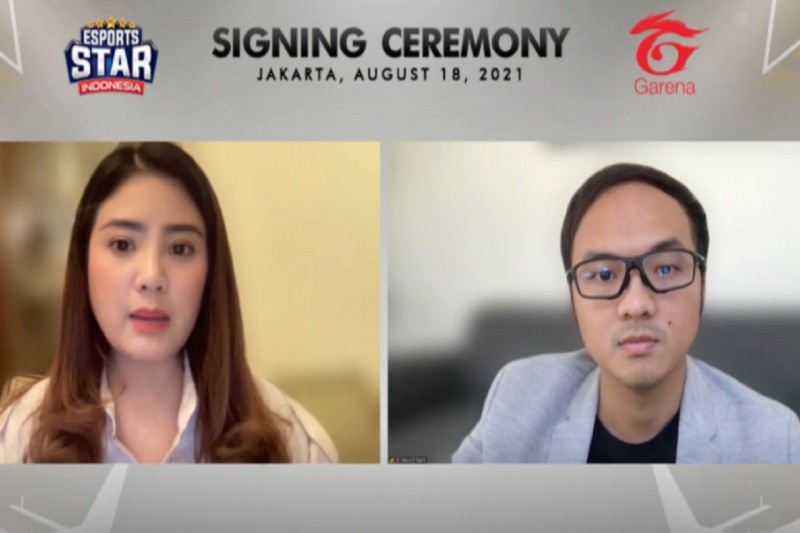 ESPORTS
STAR
INDONESIA
SIGNING CEREMONY
JAKARTA, AUGUST 18, 2021
Garena